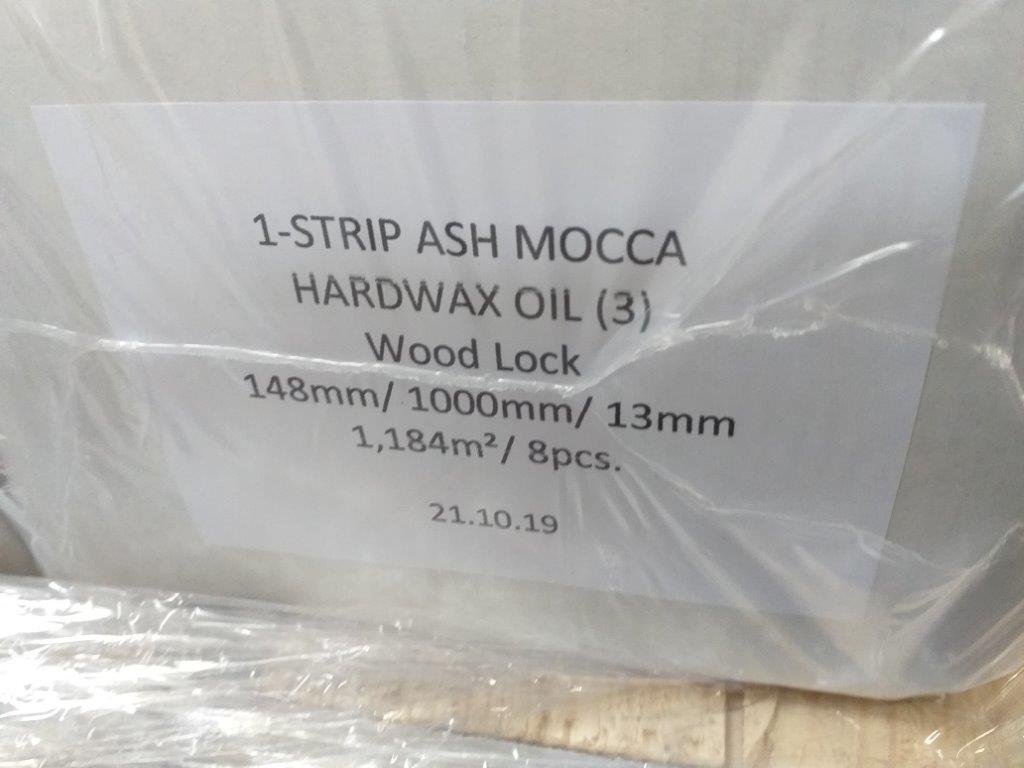 1-STRIP ASH MOCCA
HARDWAX OIL (3)
Wood Lock
148mm/ 1000mm/ 13mm
1,184m²/ 8pcs.
21.10.19